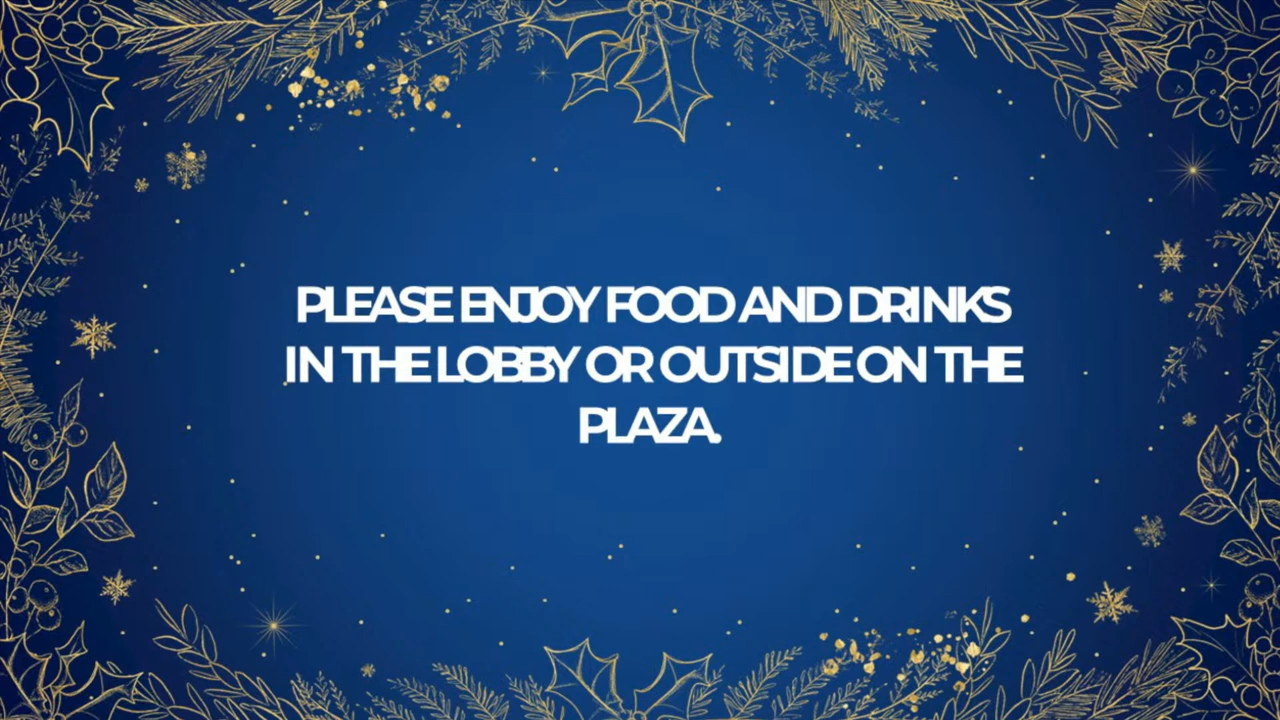 PLEASE ENJOY FOOD AND DRINKS
IN THE LOBBY OR OUTSIDE ON THE
PLAZA.